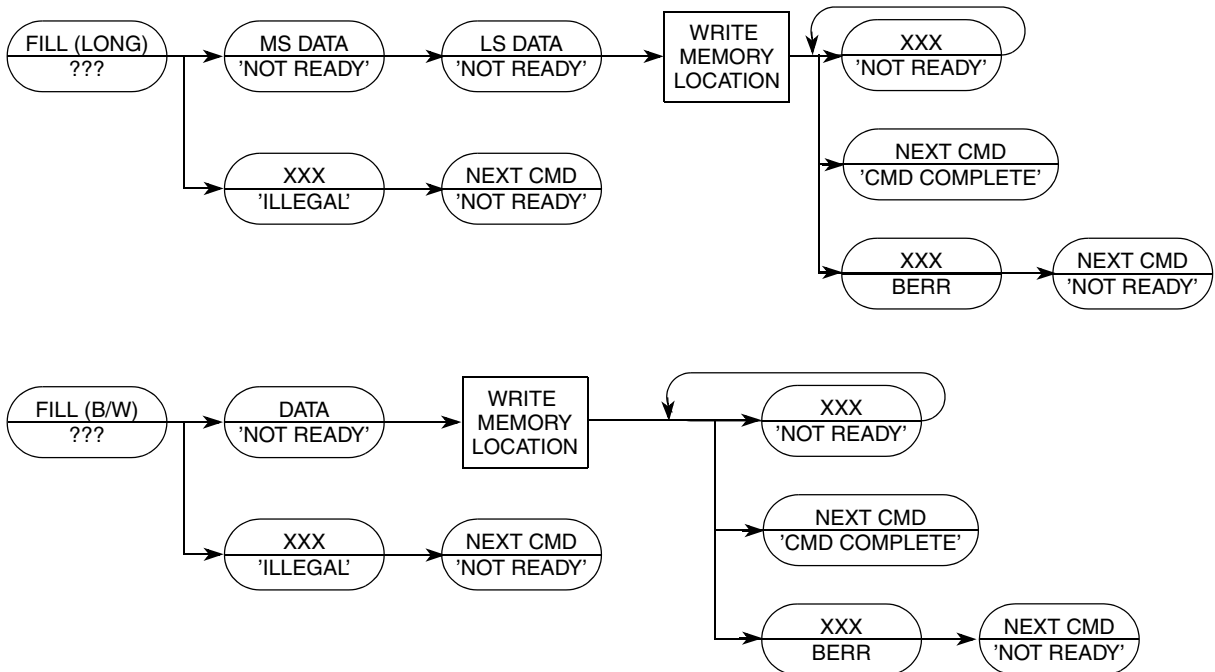 FILL (LONG)
???
MS DATA
'NOT READY'
LS DATA
'NOT READY'
WRITE
MEMORY
LOCATION
XXX
'NOT READY'
XXX
'ILLEGAL'
NEXT CMD
'NOT READY'
NEXT CMD
'CMD COMPLETE'
XXX
BERR
NEXT CMD
'NOT READY'
FILL (B/W)
???
DATA
'NOT READY'
WRITE
MEMORY
LOCATION
XXX
'NOT READY'
XXX
'ILLEGAL'
NEXT CMD
'NOT READY'
NEXT CMD
'CMD COMPLETE'
XXX
BERR
NEXT CMD
'NOT READY'